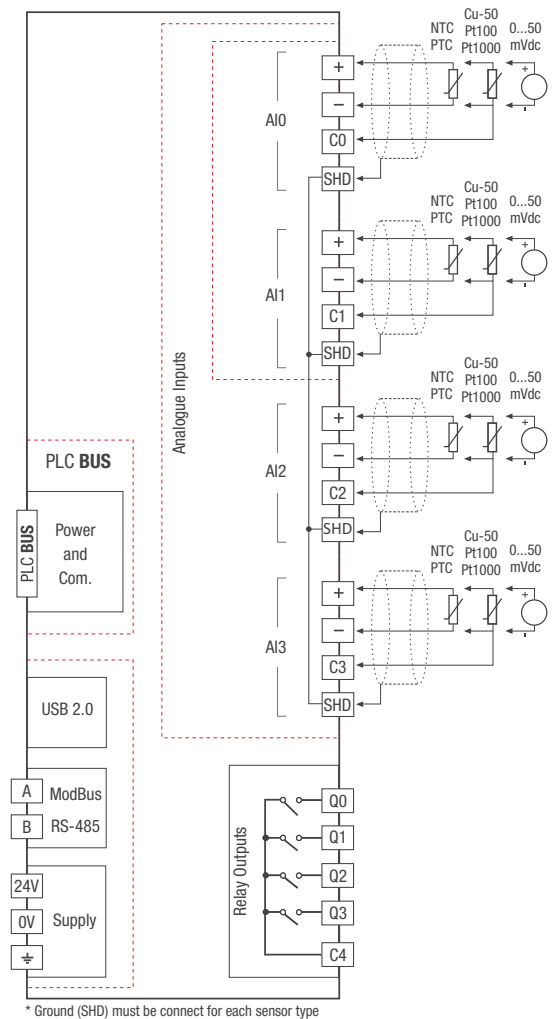 Cu-50
NTC Pt100 0...50
PTC Pt1000 mVdc
+
−
AI0
C0
SHD
+
-
Cu-50
NTC Pt100 0...50
PTC Pt1000 mVdc
+
−
AI1
C1
SHD
+
-
Analogue Inputs
Cu-50
NTC Pt100 0...50
PTC Pt1000 mVdc
+
−
AI2
C2
SHD
+
-
PLC BUS
PLC BUS
Power
and
Com.
Cu-50
NTC Pt100 0...50
PTC Pt1000 mVdc
+
−
AI3
C3
SHD
+
-
USB 2.0
A ModBus
B RS-485
24V
0V Supply
Relay Outputs
Q0
Q1
Q2
Q3
C4
* Ground (SHD) must be connect for each sensor type